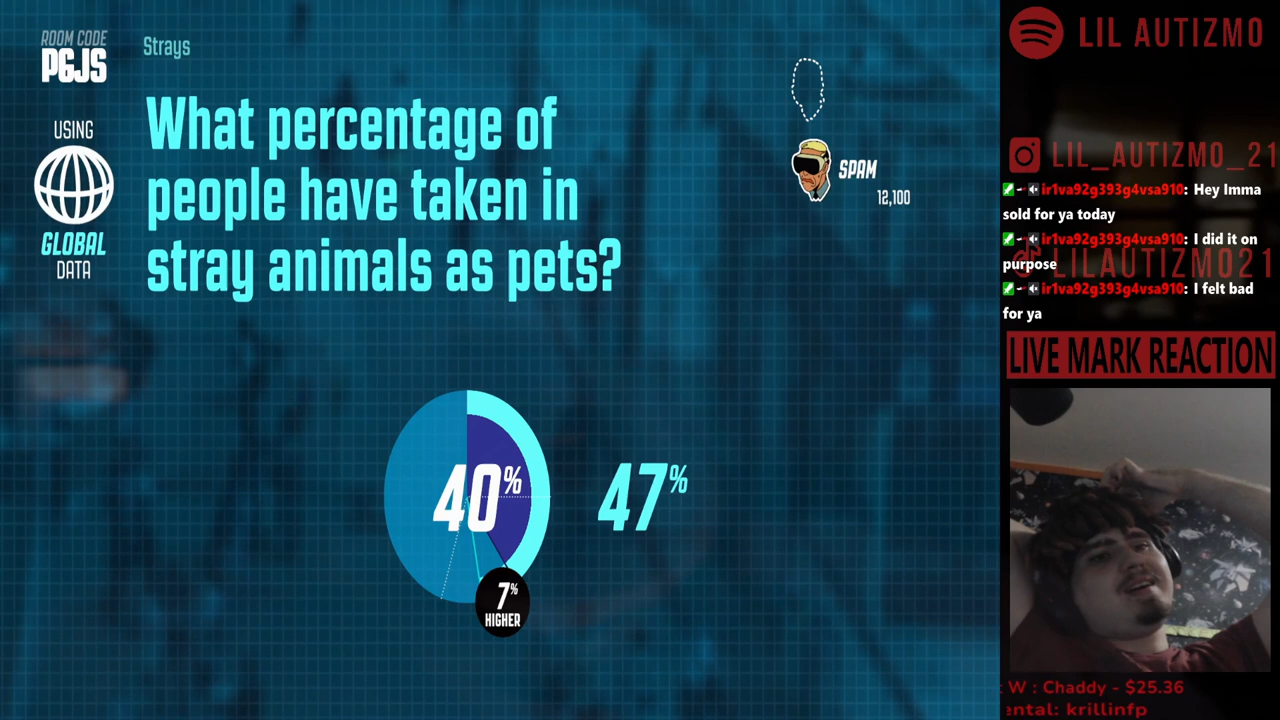 ROOM CODE
P6JS
Strays
USING
GLOBAL
DATA
What percentage of
people have taken in
stray animals as pets?
SPAM
12,100
40%
47%
7%
HIGHER
LIL AUTIZMO
LIL_AUTIZMO_21
ir1va92g393g4vsa910: Hey Imma
sold for ya today
ir1va92g393g4vsa910: I did it on
purpose
LILAUTIZMO21
ir1va92g393g4vsa910: I felt bad
for ya
LIVE MARK REACTION
W : Chaddy - $25.36
ental: krillinfp